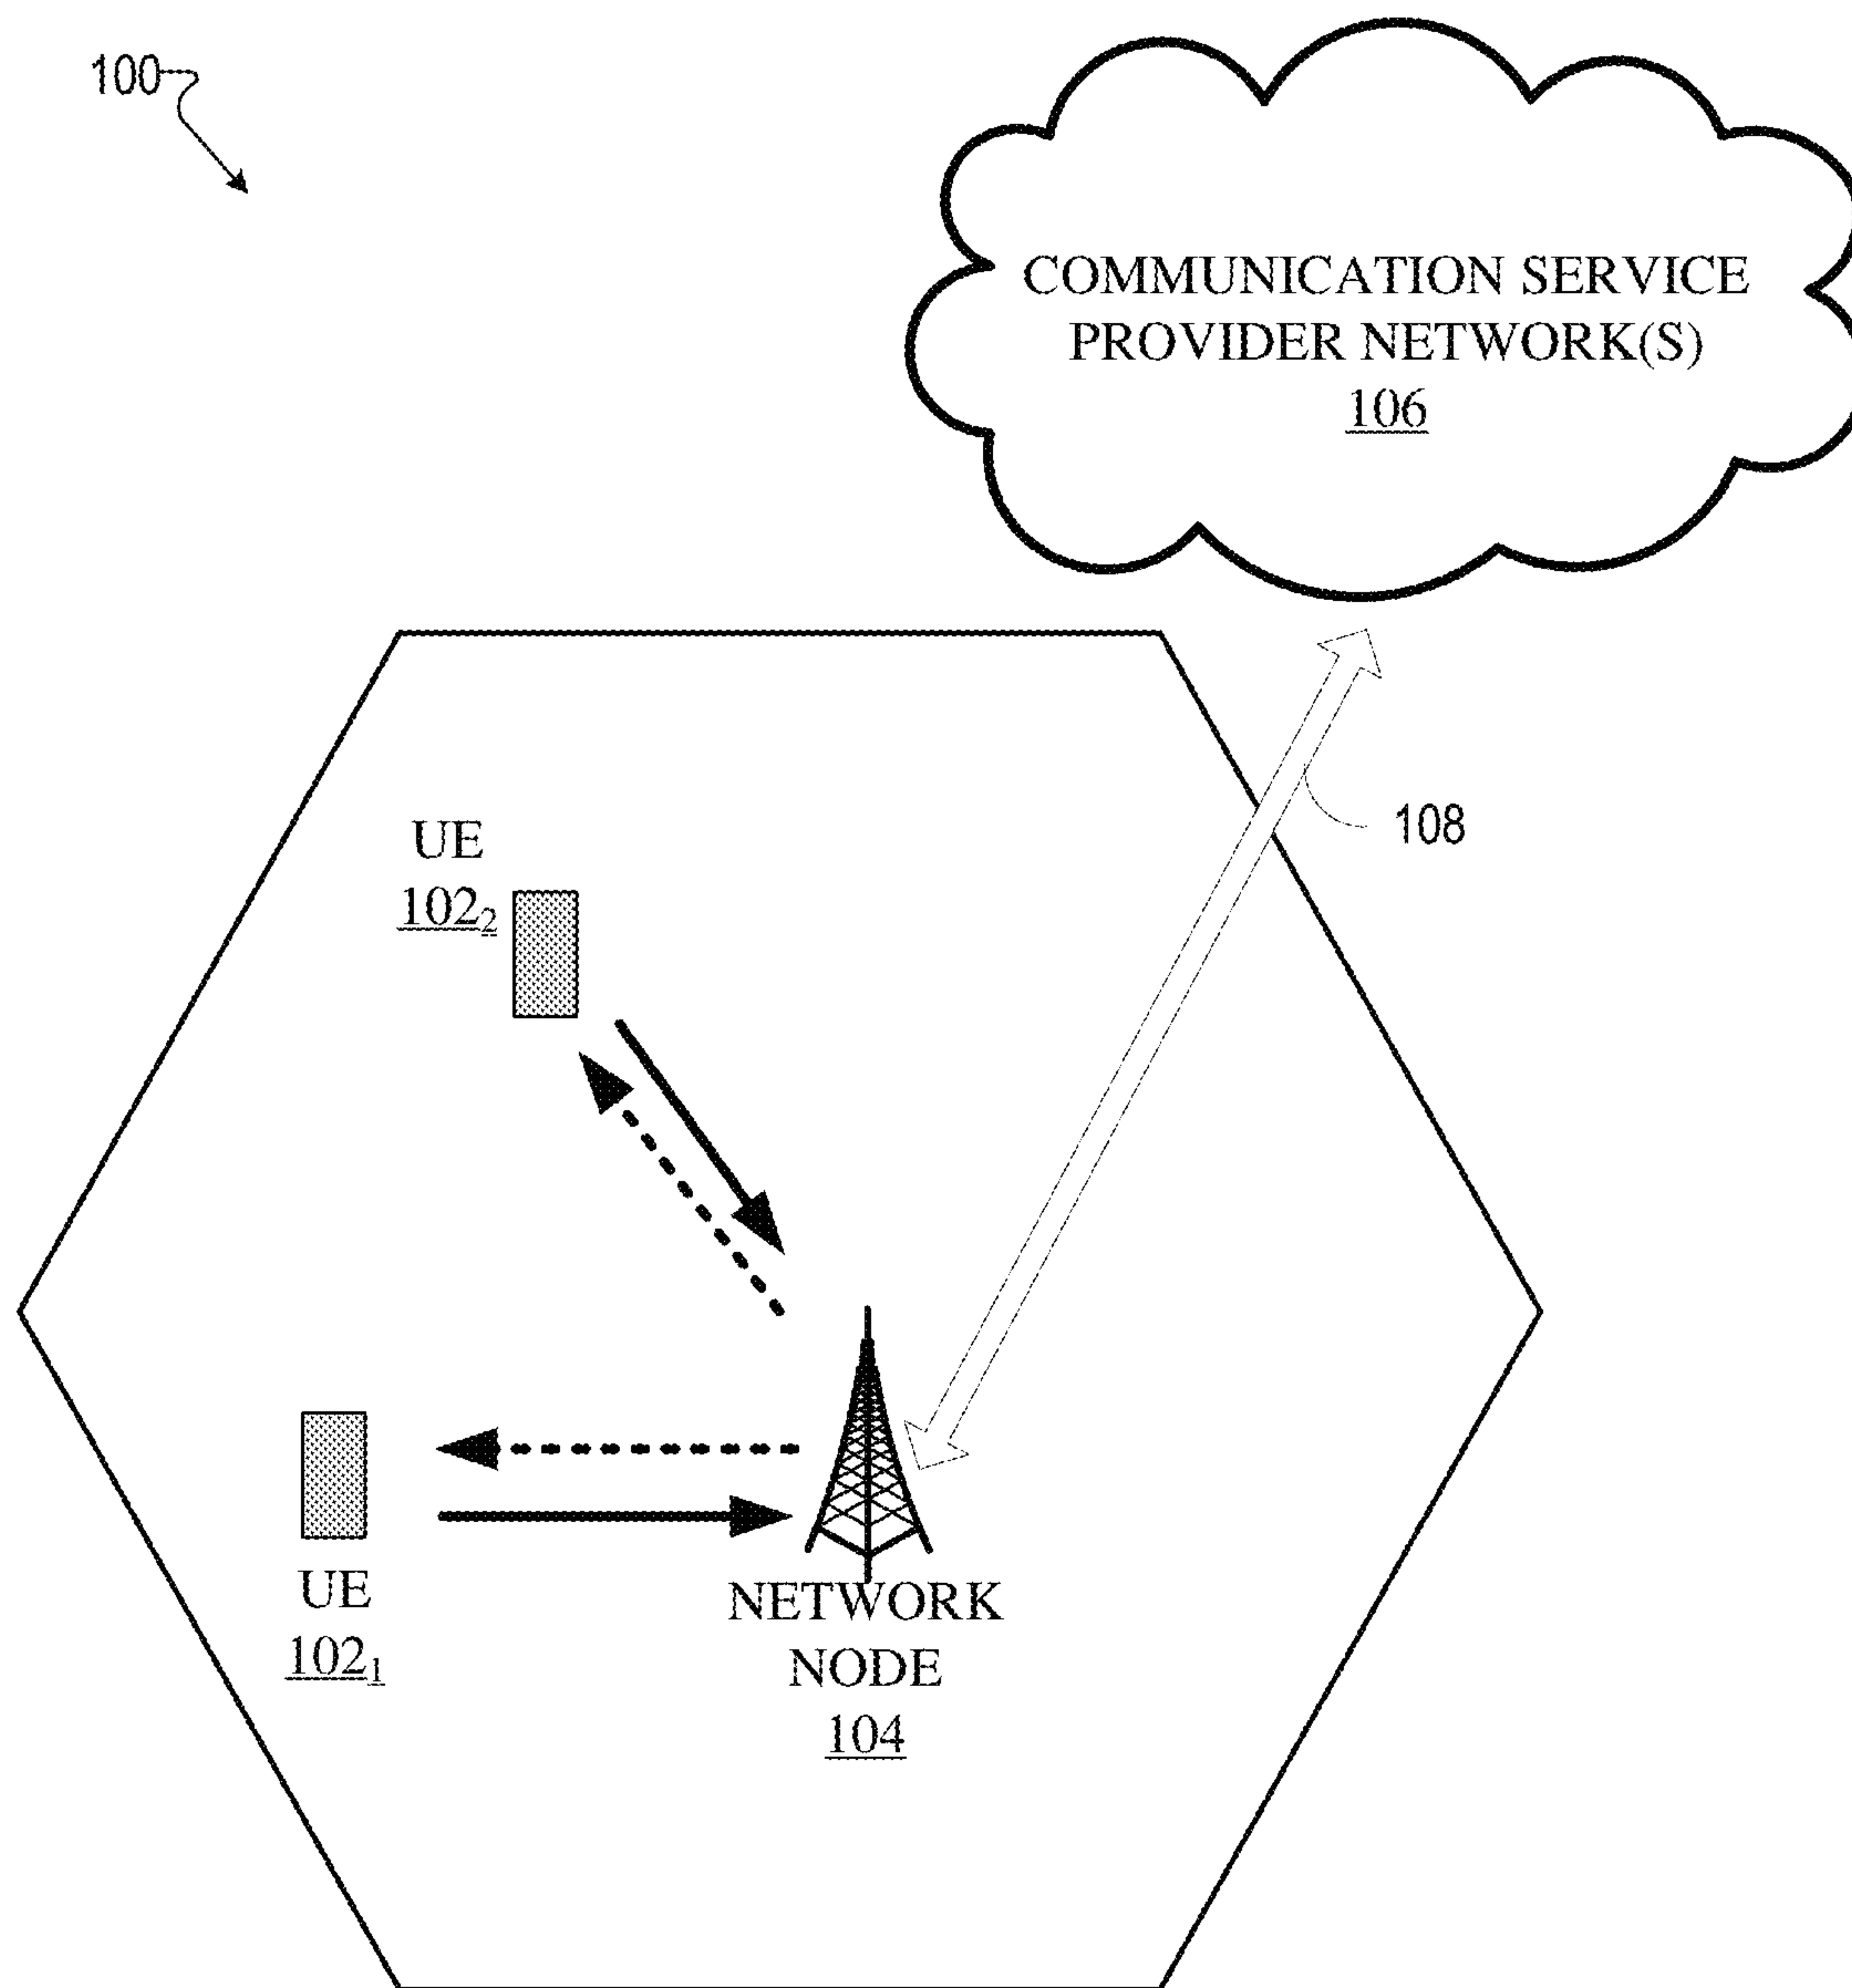 100
COMMUNICATION SERVICE
PROVIDER NETWORK(S)
106
108
UE
102₂
UE
102₁
NETWORK
NODE
104